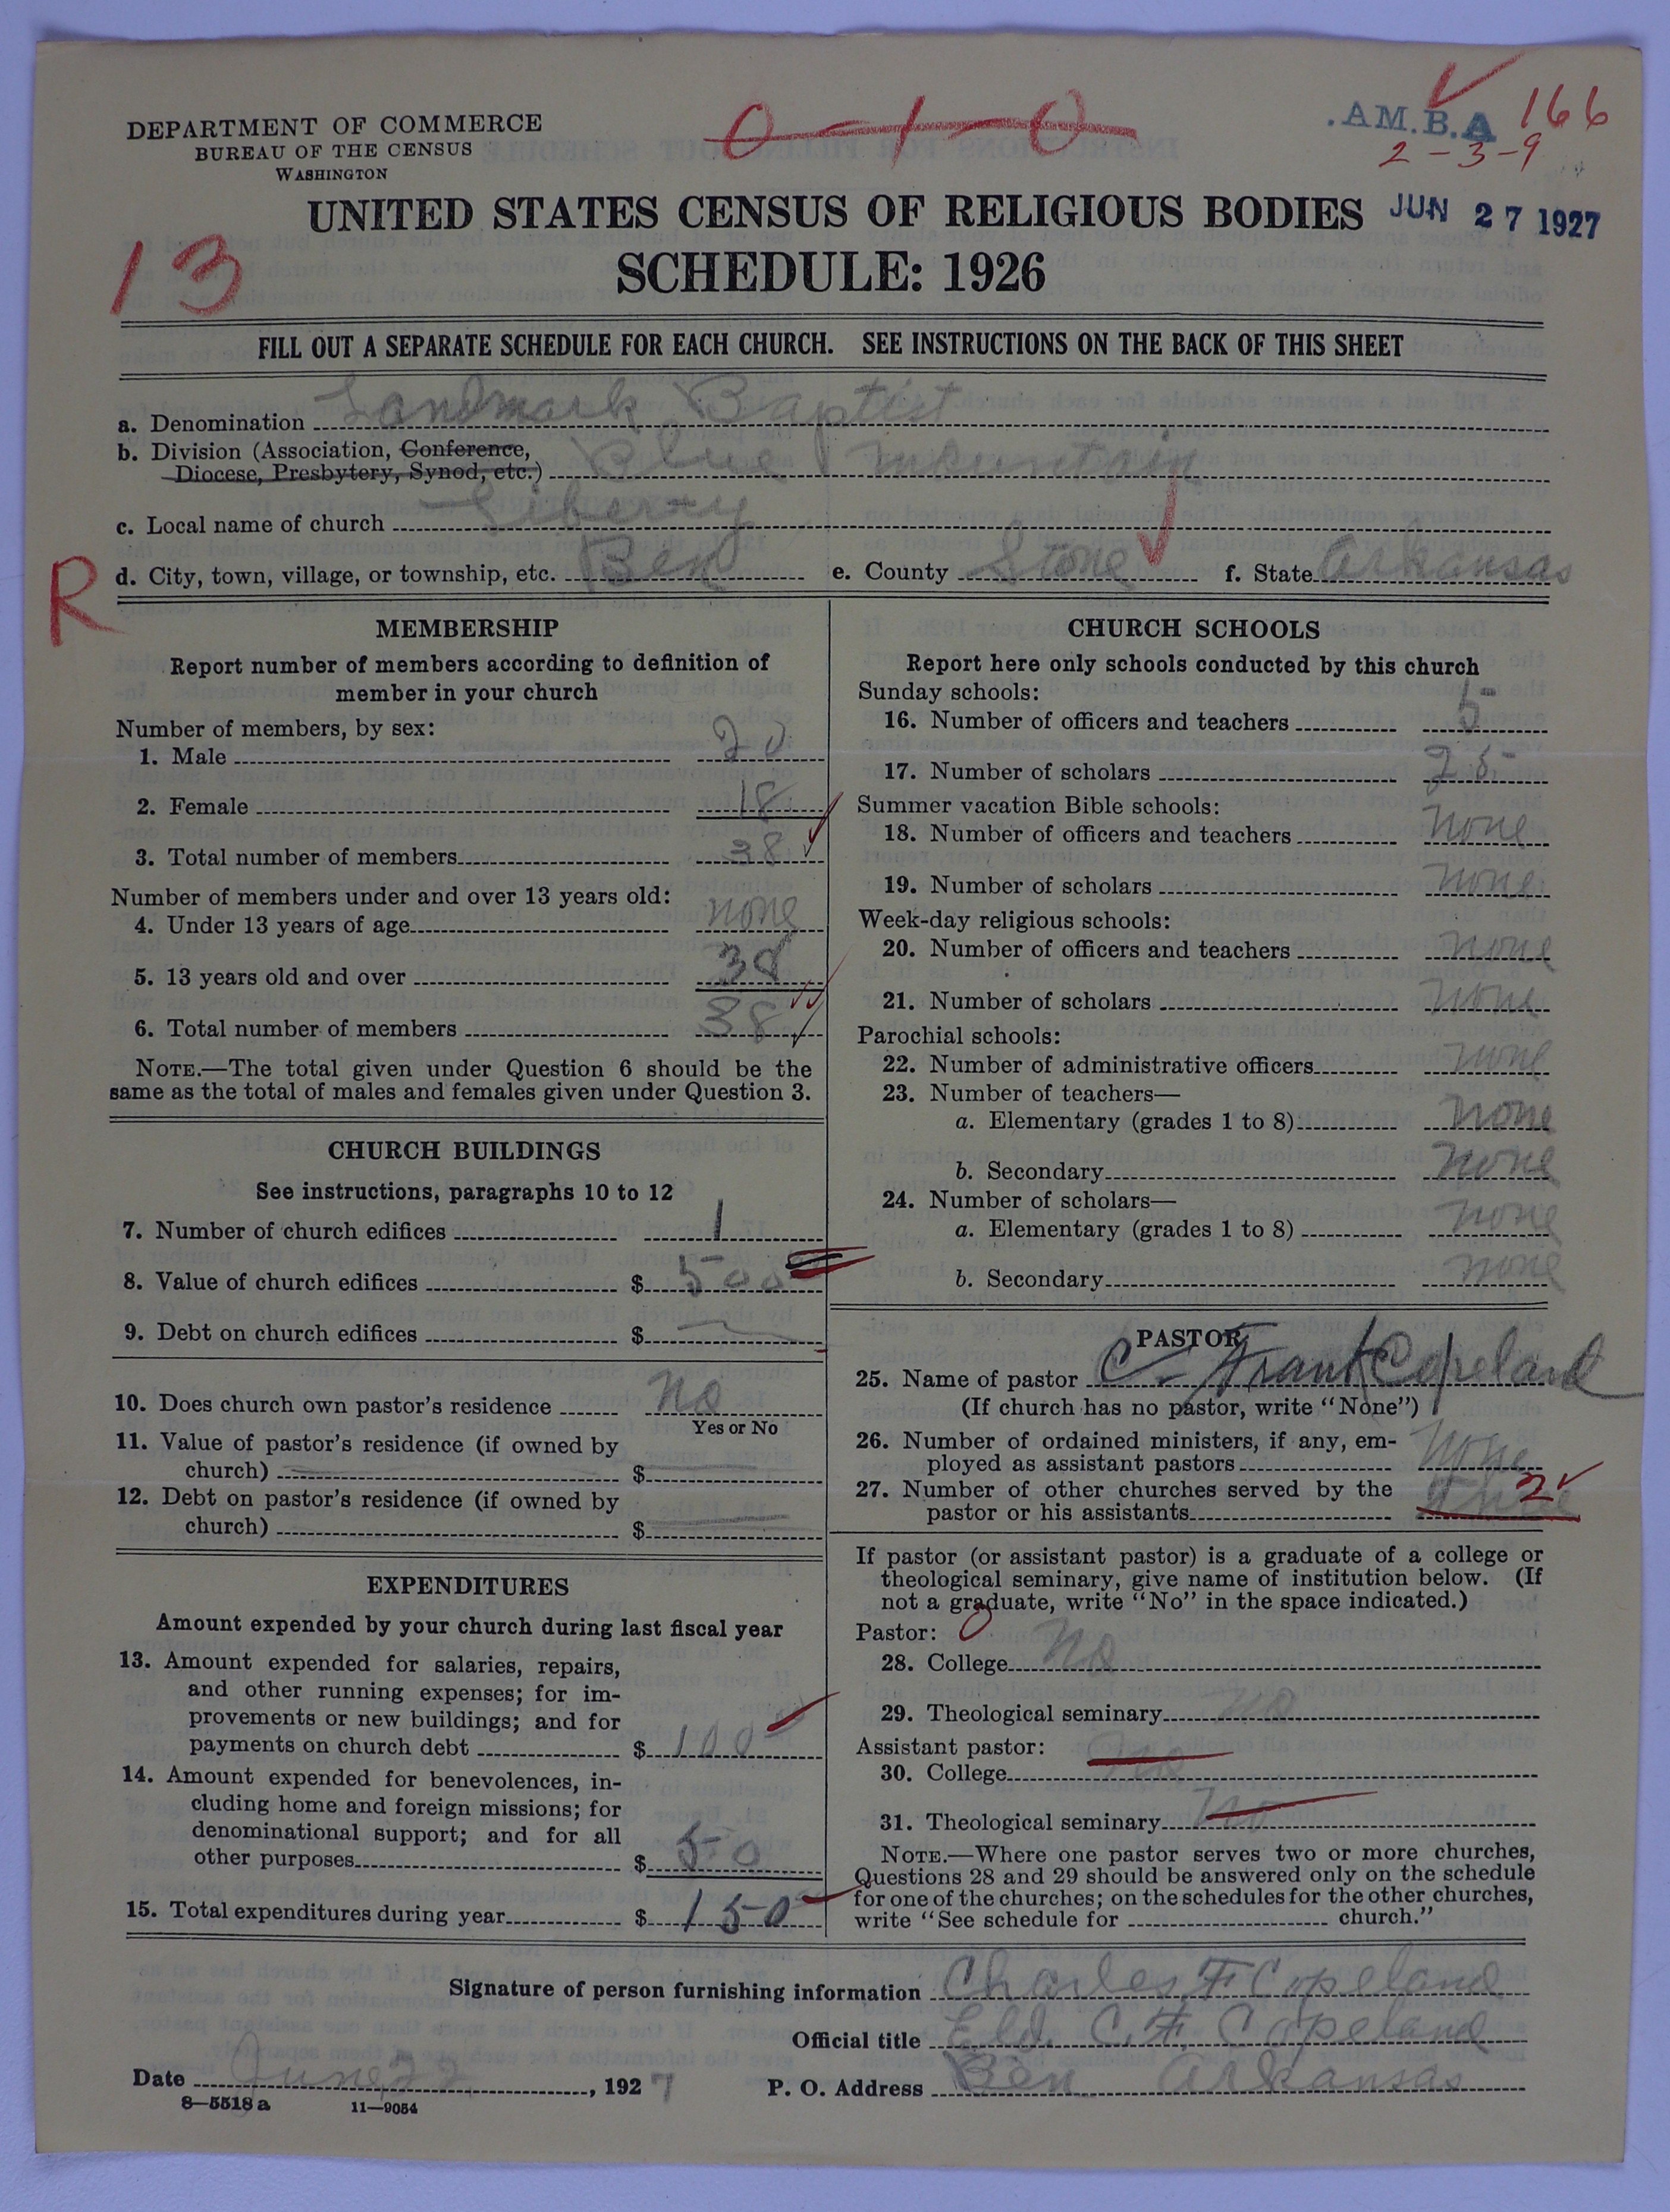 DEPARTMENT OF COMMERCE
BUREAU OF THE CENSUS
WASHINGTON
0-1-0
AM.B.A 166
2-3-9
UNITED STATES CENSUS OF RELIGIOUS BODIES
JUN 27 1927
13
SCHEDULE: 1926
FILL OUT A SEPARATE SCHEDULE FOR EACH CHURCH. SEE INSTRUCTIONS ON THE BACK OF THIS SHEET
a. Denomination Landmark Baptist
b. Division (Association, Conference,
Diocese, Presbytery, Synod, etc.) Blue Mountain
c. Local name of church Liberty
R
d. City, town, village, or township, etc. Ben e. County Stone f. State Arkansas
MEMBERSHIP
Report number of members according to definition of
member in your church
Number of members, by sex:
1. Male 20
2. Female 18
3. Total number of members 38
Number of members under and over 13 years old:
4. Under 13 years of age none
5. 13 years old and over 38
6. Total number of members 38
NOTE.—The total given under Question 6 should be the
same as the total of males and females given under Question 3.
CHURCH BUILDINGS
See instructions, paragraphs 10 to 12
7. Number of church edifices 1
8. Value of church edifices $ 500
9. Debt on church edifices $
10. Does church own pastor's residence No
Yes or No
11. Value of pastor's residence (if owned by
church) $
12. Debt on pastor's residence (if owned by
church) $
EXPENDITURES
Amount expended by your church during last fiscal year
13. Amount expended for salaries, repairs,
and other running expenses; for im-
provements or new buildings; and for
payments on church debt $ 100
14. Amount expended for benevolences, in-
cluding home and foreign missions; for
denominational support; and for all
other purposes $ 50
15. Total expenditures during year $ 150
CHURCH SCHOOLS
Report here only schools conducted by this church
Sunday schools:
16. Number of officers and teachers 5
17. Number of scholars 25
Summer vacation Bible schools:
18. Number of officers and teachers none
19. Number of scholars none
Week-day religious schools:
20. Number of officers and teachers none
21. Number of scholars none
Parochial schools:
22. Number of administrative officers none
23. Number of teachers—
a. Elementary (grades 1 to 8) none
b. Secondary none
24. Number of scholars—
a. Elementary (grades 1 to 8) none
b. Secondary none
PASTOR
25. Name of pastor C- Frank Copeland
(If church has no pastor, write "None")
26. Number of ordained ministers, if any, em-
ployed as assistant pastors none
27. Number of other churches served by the
pastor or his assistants 2
If pastor (or assistant pastor) is a graduate of a college or
theological seminary, give name of institution below. (If
not a graduate, write "No" in the space indicated.)
Pastor: 0
28. College No
29. Theological seminary no
Assistant pastor:
30. College no
31. Theological seminary no
NOTE.—Where one pastor serves two or more churches,
Questions 28 and 29 should be answered only on the schedule
for one of the churches; on the schedules for the other churches,
write "See schedule for church."
Signature of person furnishing information Charles F Copeland
Official title Eld. C.F. Copeland
Date June 22, 1927 P. O. Address Ben Arkansas
8—5518 a 11—9054